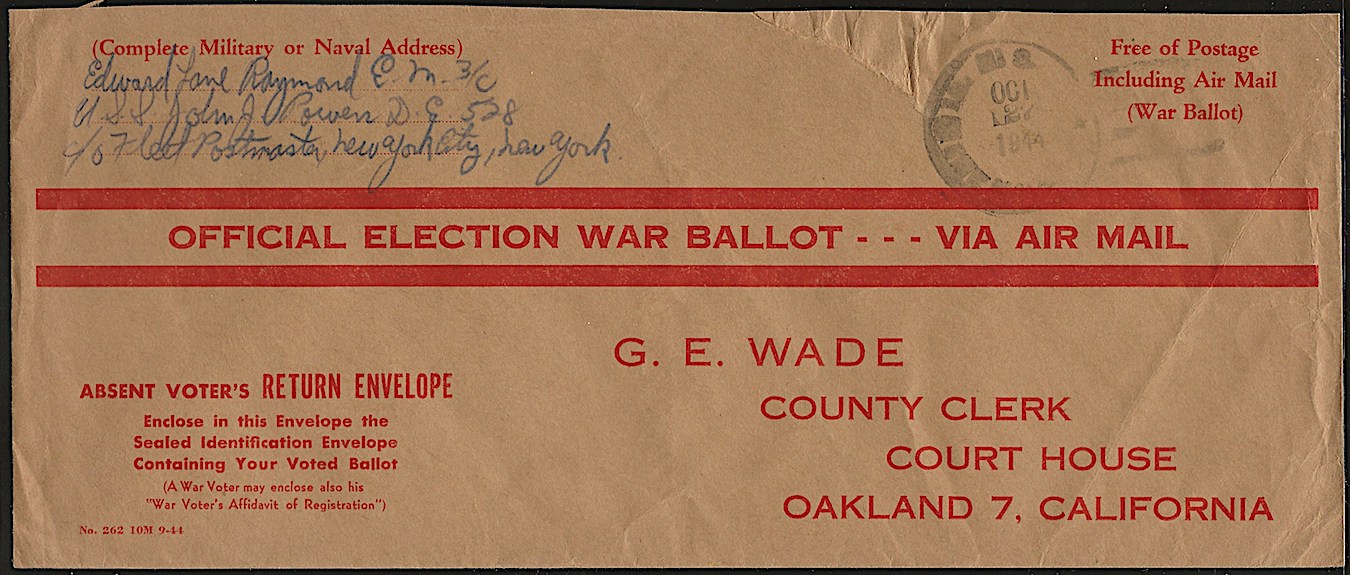 (Complete Military or Naval Address)
Edward Lane Raymond E. M. 3/c
U.S.S. John J. Powers D. E. 528
c/o Fleet Postmaster, New York City, New York.
OCT
1944
Free of Postage
Including Air Mail
(War Ballot)
OFFICIAL ELECTION WAR BALLOT - - - VIA AIR MAIL
G. E. WADE
COUNTY CLERK
COURT HOUSE
OAKLAND 7, CALIFORNIA
ABSENT VOTER'S RETURN ENVELOPE
Enclose in this Envelope the
Sealed Identification Envelope
Containing Your Voted Ballot
(A War Voter may enclose also his
"War Voter's Affidavit of Registration")
No. 262 10M 9-44